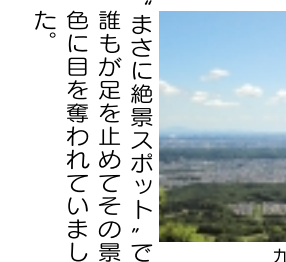 〝まさに絶景スポット〟で
誰もが足を止めてその景
色に目を奪われていまし
た。